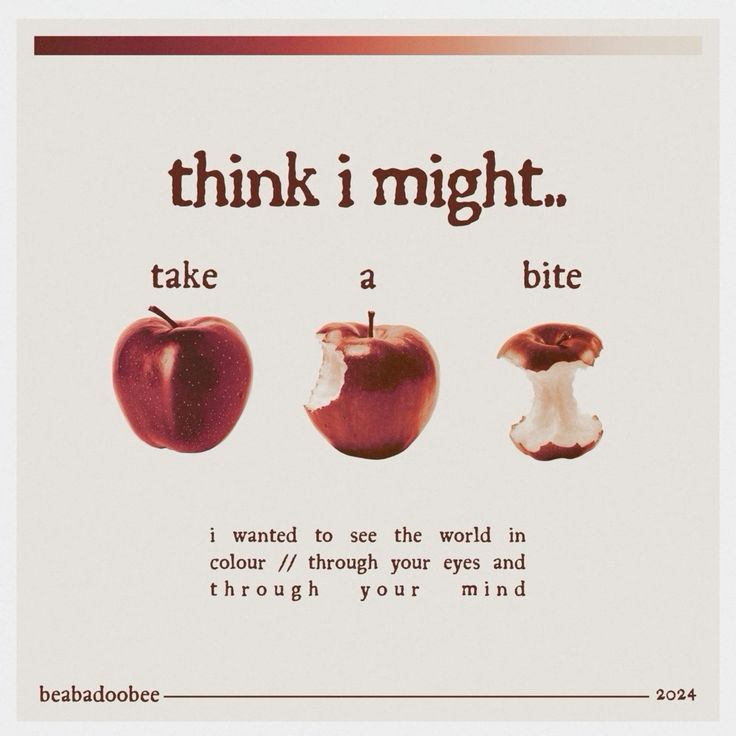 think i might..
take a bite
i wanted to see the world in
colour // through your eyes and
through your mind
beabadoobee 2024